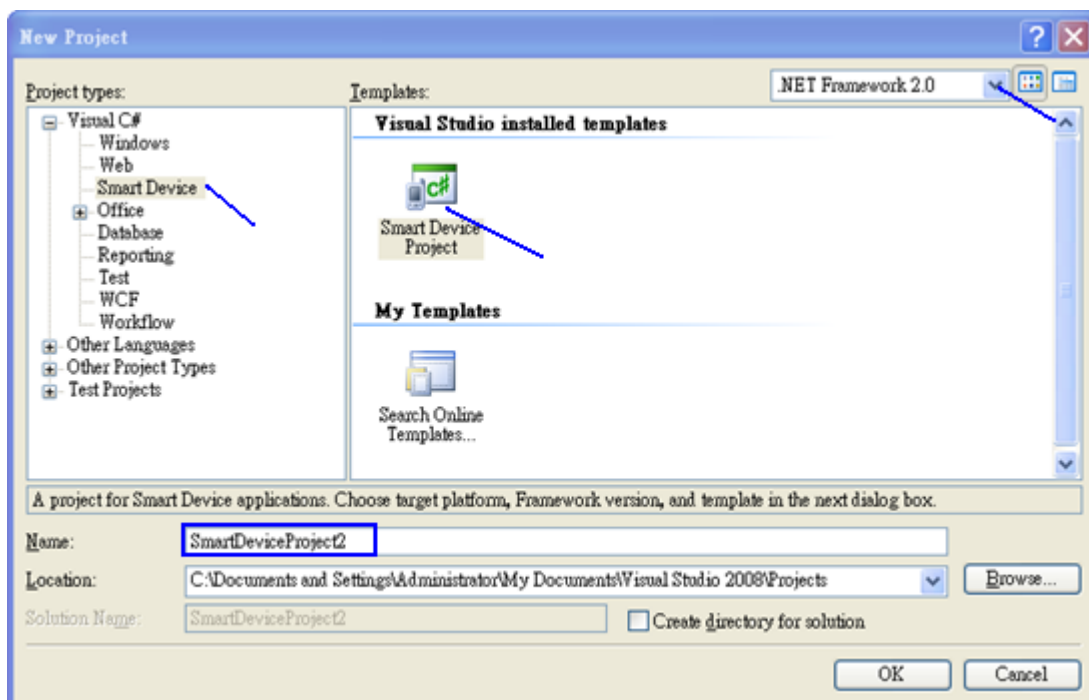 New Project
Project types:
Templates:
.NET Framework 2.0
Visual C#
Windows
Web
Smart Device
Office
Database
Reporting
Test
WCF
Workflow
Other Languages
Other Project Types
Test Projects
Visual Studio installed templates
C#
Smart Device
Project
My Templates
Search Online
Templates...
A project for Smart Device applications. Choose target platform, Framework version, and template in the next dialog box.
Name:
SmartDeviceProject2
Location:
C:\Documents and Settings\Administrator\My Documents\Visual Studio 2008\Projects
Browse...
Solution Name:
SmartDeviceProject2
Create directory for solution
OK
Cancel